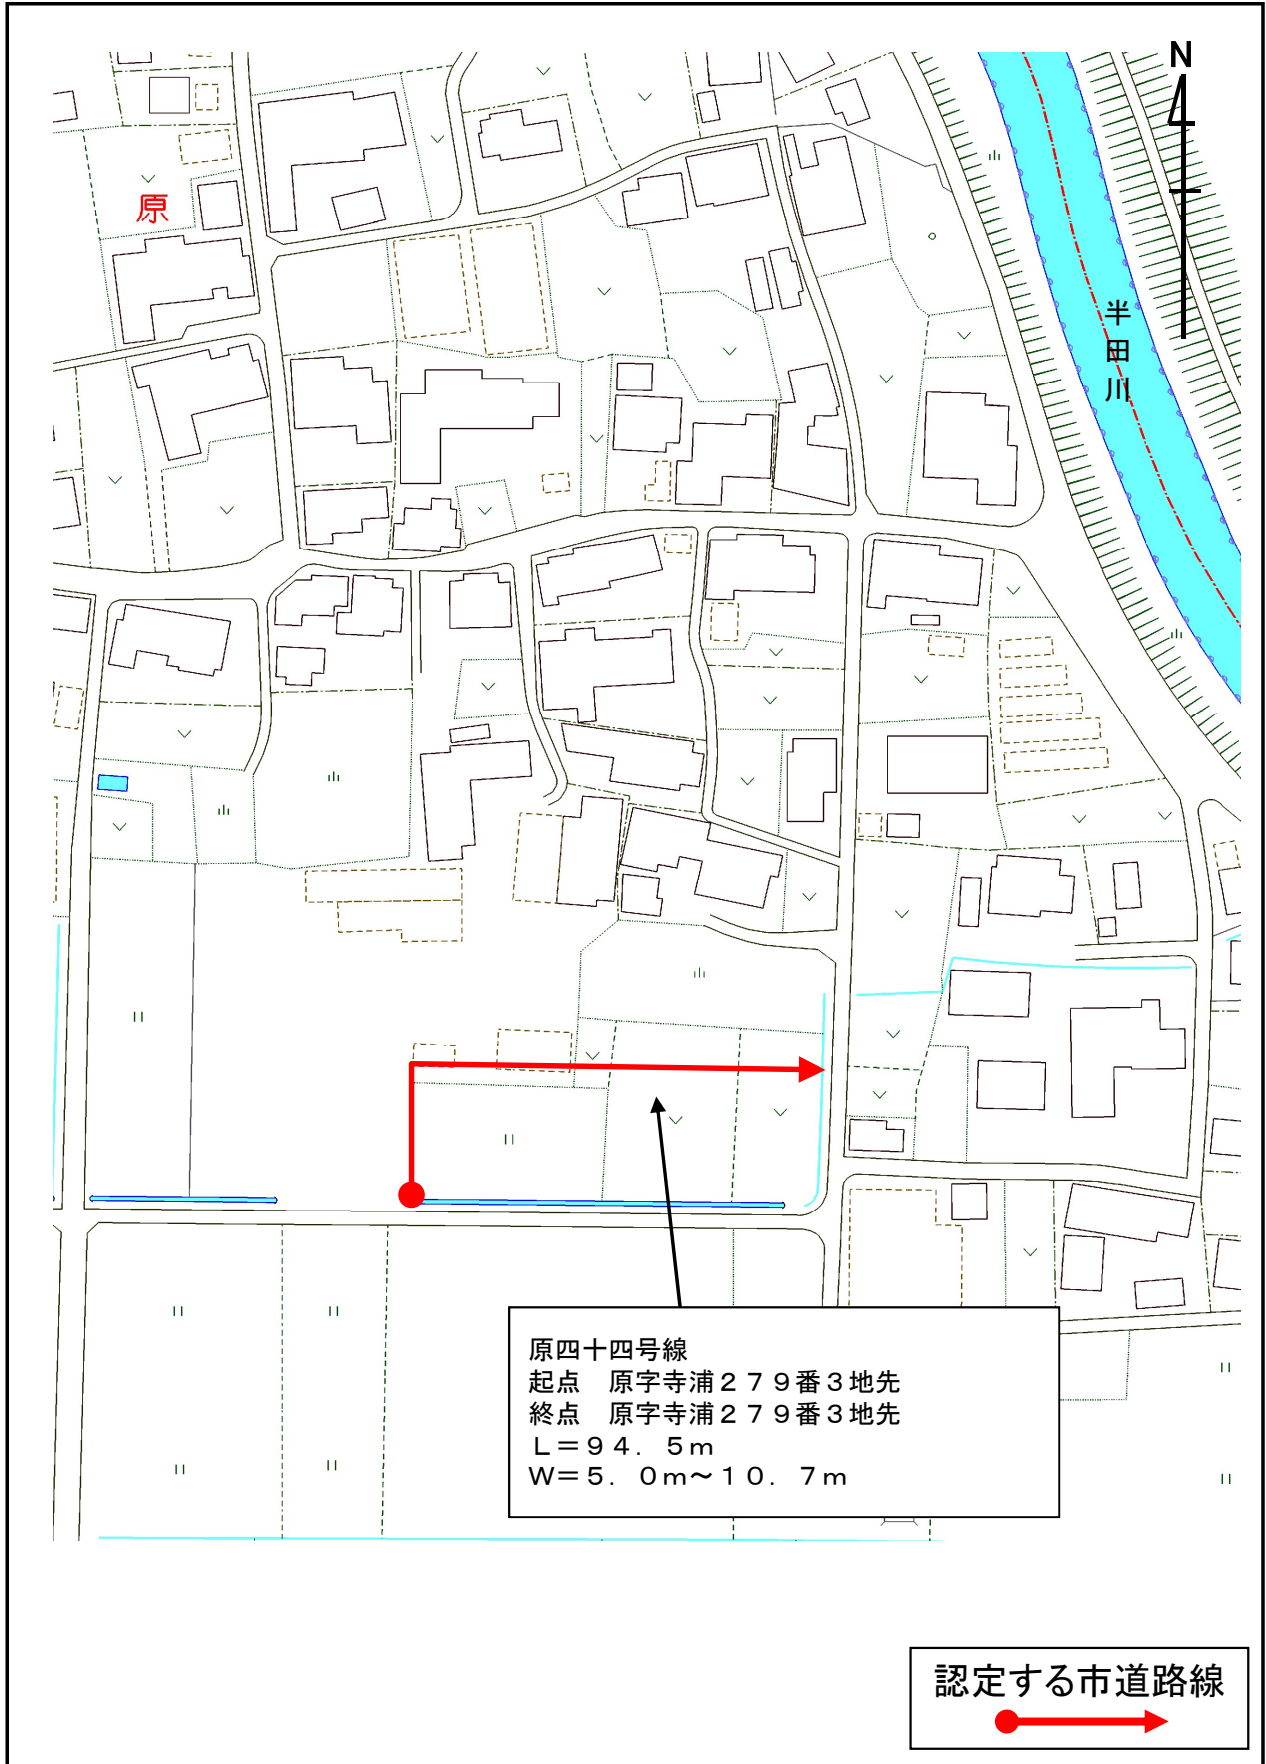 N
原
半田川
原四十四号線
起点　原字寺浦２７９番３地先
終点　原字寺浦２７９番３地先
Ｌ＝９４．５ｍ
Ｗ＝５．０ｍ～１０．７ｍ
認定する市道路線